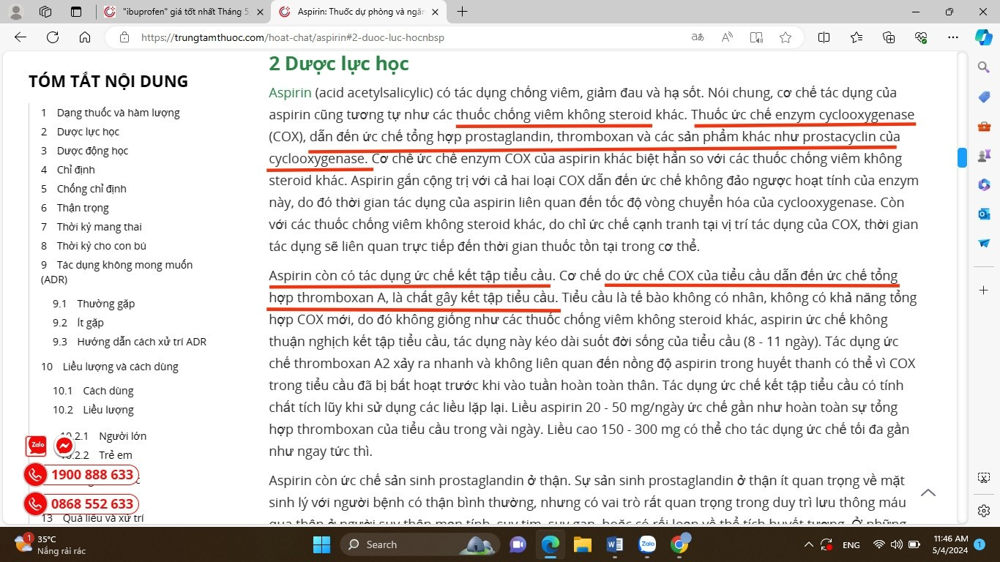 "ibuprofen" giá tốt nhất Tháng 5
Aspirin: Thuốc dự phòng và ngăn
https://trungtamthuoc.com/hoat-chat/aspirin#2-duoc-luc-hocnbsp
TÓM TẮT NỘI DUNG
1 Dạng thuốc và hàm lượng
2 Dược lực học
3 Dược động học
4 Chỉ định
5 Chống chỉ định
6 Thận trọng
7 Thời kỳ mang thai
8 Thời kỳ cho con bú
9 Tác dụng không mong muốn
(ADR)
9.1 Thường gặp
9.2 Ít gặp
9.3 Hướng dẫn cách xử trí ADR
10 Liều lượng và cách dùng
10.1 Cách dùng
10.2 Liều lượng
10.2.1 Người lớn
10.2.2 Trẻ em
Zalo
1900 888 633
0868 552 633
13 Quá liều và xử trí
2 Dược lực học
Aspirin (acid acetylsalicylic) có tác dụng chống viêm, giảm đau và hạ sốt. Nói chung, cơ chế tác dụng của
aspirin cũng tương tự như các thuốc chống viêm không steroid khác. Thuốc ức chế enzym cyclooxygenase
(COX), dẫn đến ức chế tổng hợp prostaglandin, thromboxan và các sản phẩm khác như prostacyclin của
cyclooxygenase. Cơ chế ức chế enzym COX của aspirin khác biệt hẳn so với các thuốc chống viêm không
steroid khác. Aspirin gắn cộng trị với cả hai loại COX dẫn đến ức chế không đảo ngược hoạt tính của enzym
này, do đó thời gian tác dụng của aspirin liên quan đến tốc độ vòng chuyển hóa của cyclooxygenase. Còn
với các thuốc chống viêm không steroid khác, do chỉ ức chế cạnh tranh tại vị trí tác dụng của COX, thời gian
tác dụng sẽ liên quan trực tiếp đến thời gian thuốc tồn tại trong cơ thể.
Aspirin còn có tác dụng ức chế kết tập tiểu cầu. Cơ chế do ức chế COX của tiểu cầu dẫn đến ức chế tổng
hợp thromboxan A, là chất gây kết tập tiểu cầu. Tiểu cầu là tế bào không có nhân, không có khả năng tổng
hợp COX mới, do đó không giống như các thuốc chống viêm không steroid khác, aspirin ức chế không
thuận nghịch kết tập tiểu cầu, tác dụng này kéo dài suốt đời sống của tiểu cầu (8 - 11 ngày). Tác dụng ức
chế thromboxan A2 xảy ra nhanh và không liên quan đến nồng độ aspirin trong huyết thanh có thể vì COX
trong tiểu cầu đã bị bất hoạt trước khi vào tuần hoàn toàn thân. Tác dụng ức chế kết tập tiểu cầu có tính
chất tích lũy khi sử dụng các liều lặp lại. Liều aspirin 20 - 50 mg/ngày ức chế gần như hoàn toàn sự tổng
hợp thromboxan của tiểu cầu trong vài ngày. Liều cao 150 - 300 mg có thể cho tác dụng ức chế tối đa gần
như ngay tức thì.
Aspirin còn ức chế sản sinh prostaglandin ở thận. Sự sản sinh prostaglandin ở thận ít quan trọng về mặt
sinh lý với người bệnh có thận bình thường, nhưng có vai trò rất quan trọng trong duy trì lưu thông máu
qua thận ở người suy thận mạn tính, suy tim, suy gan, hoặc có rối loạn về thể tích huyết tương. Ở những
35°C
Nắng rải rác
Search
Zalo
ENG
11:46 AM
5/4/2024